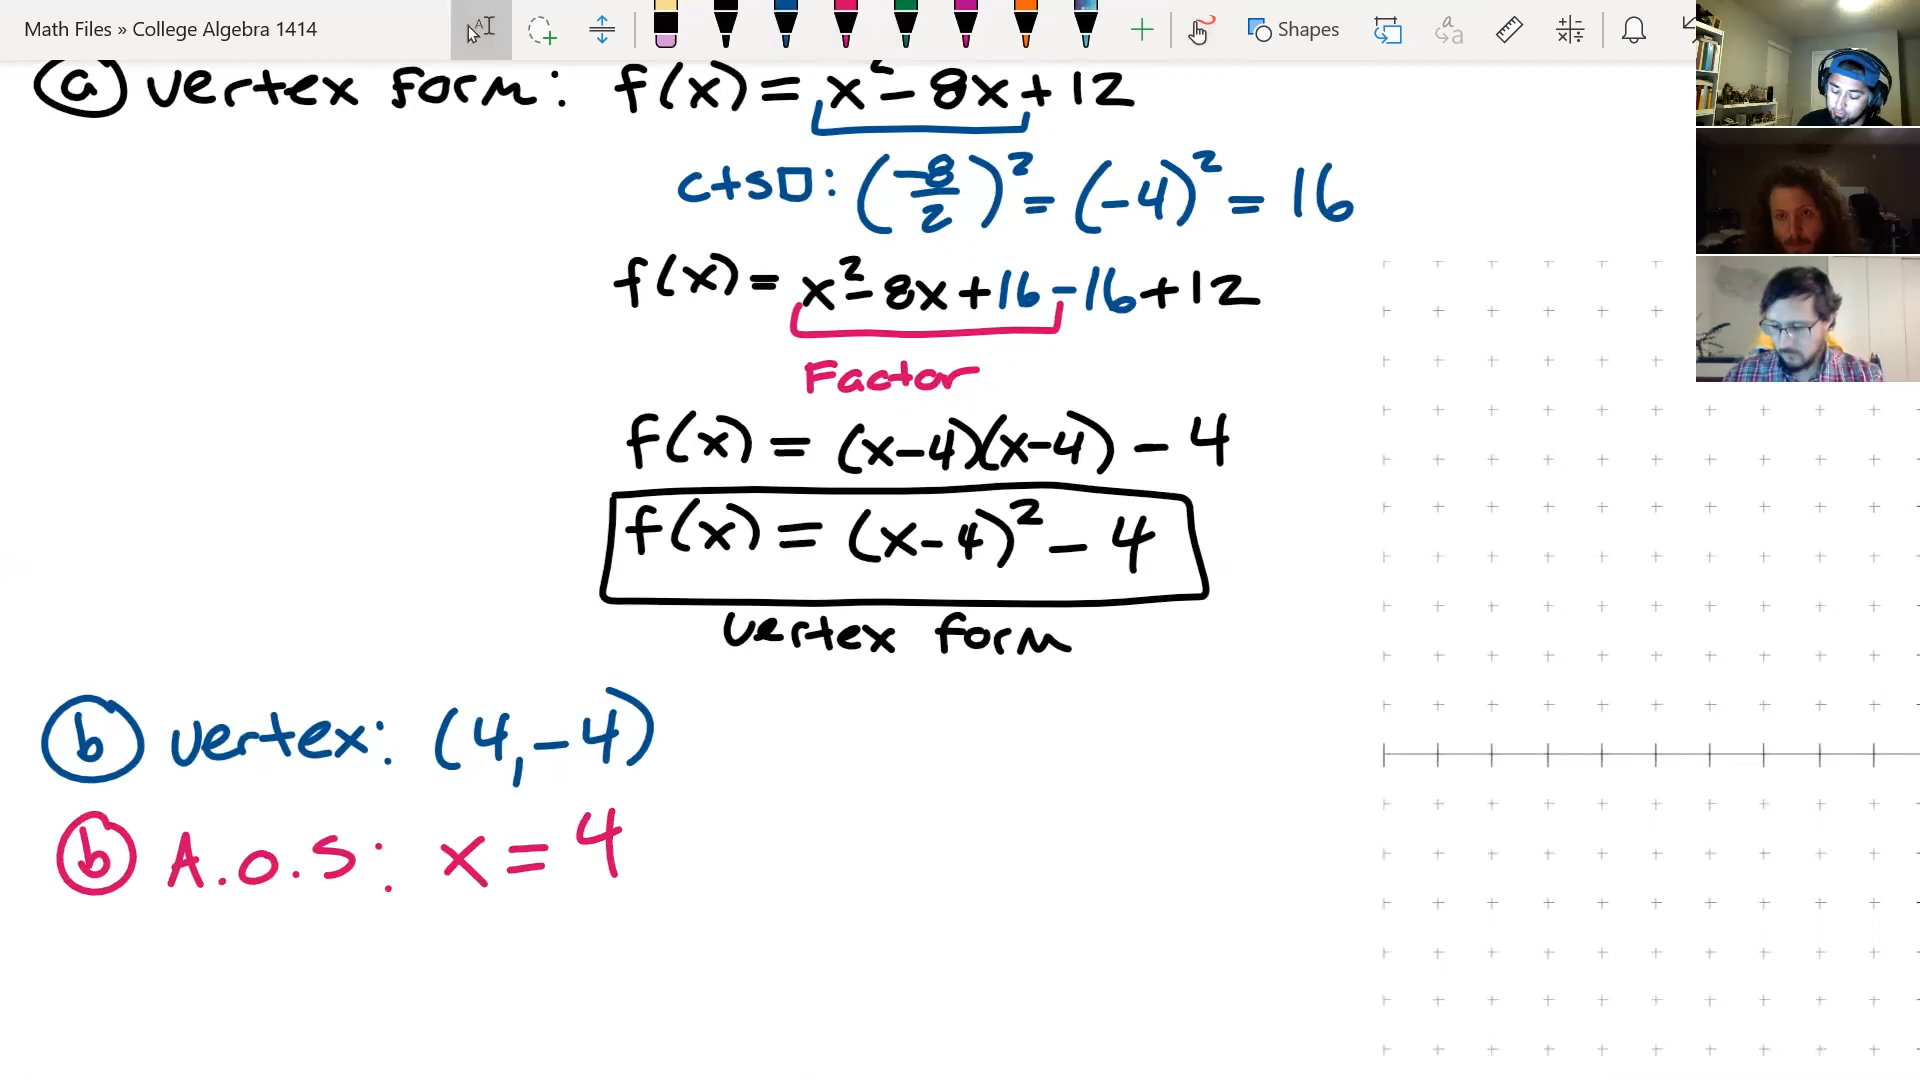 Math Files » College Algebra 1414
Shapes
(a) vertex form: f(x) = x² - 8x + 12
cts□: (-8/2)² = (-4)² = 16
f(x) = x² - 8x + 16 - 16 + 12
Factor
f(x) = (x-4)(x-4) - 4
f(x) = (x-4)² - 4
vertex form
(b) vertex: (4, -4)
(b) A.O.S: x = 4